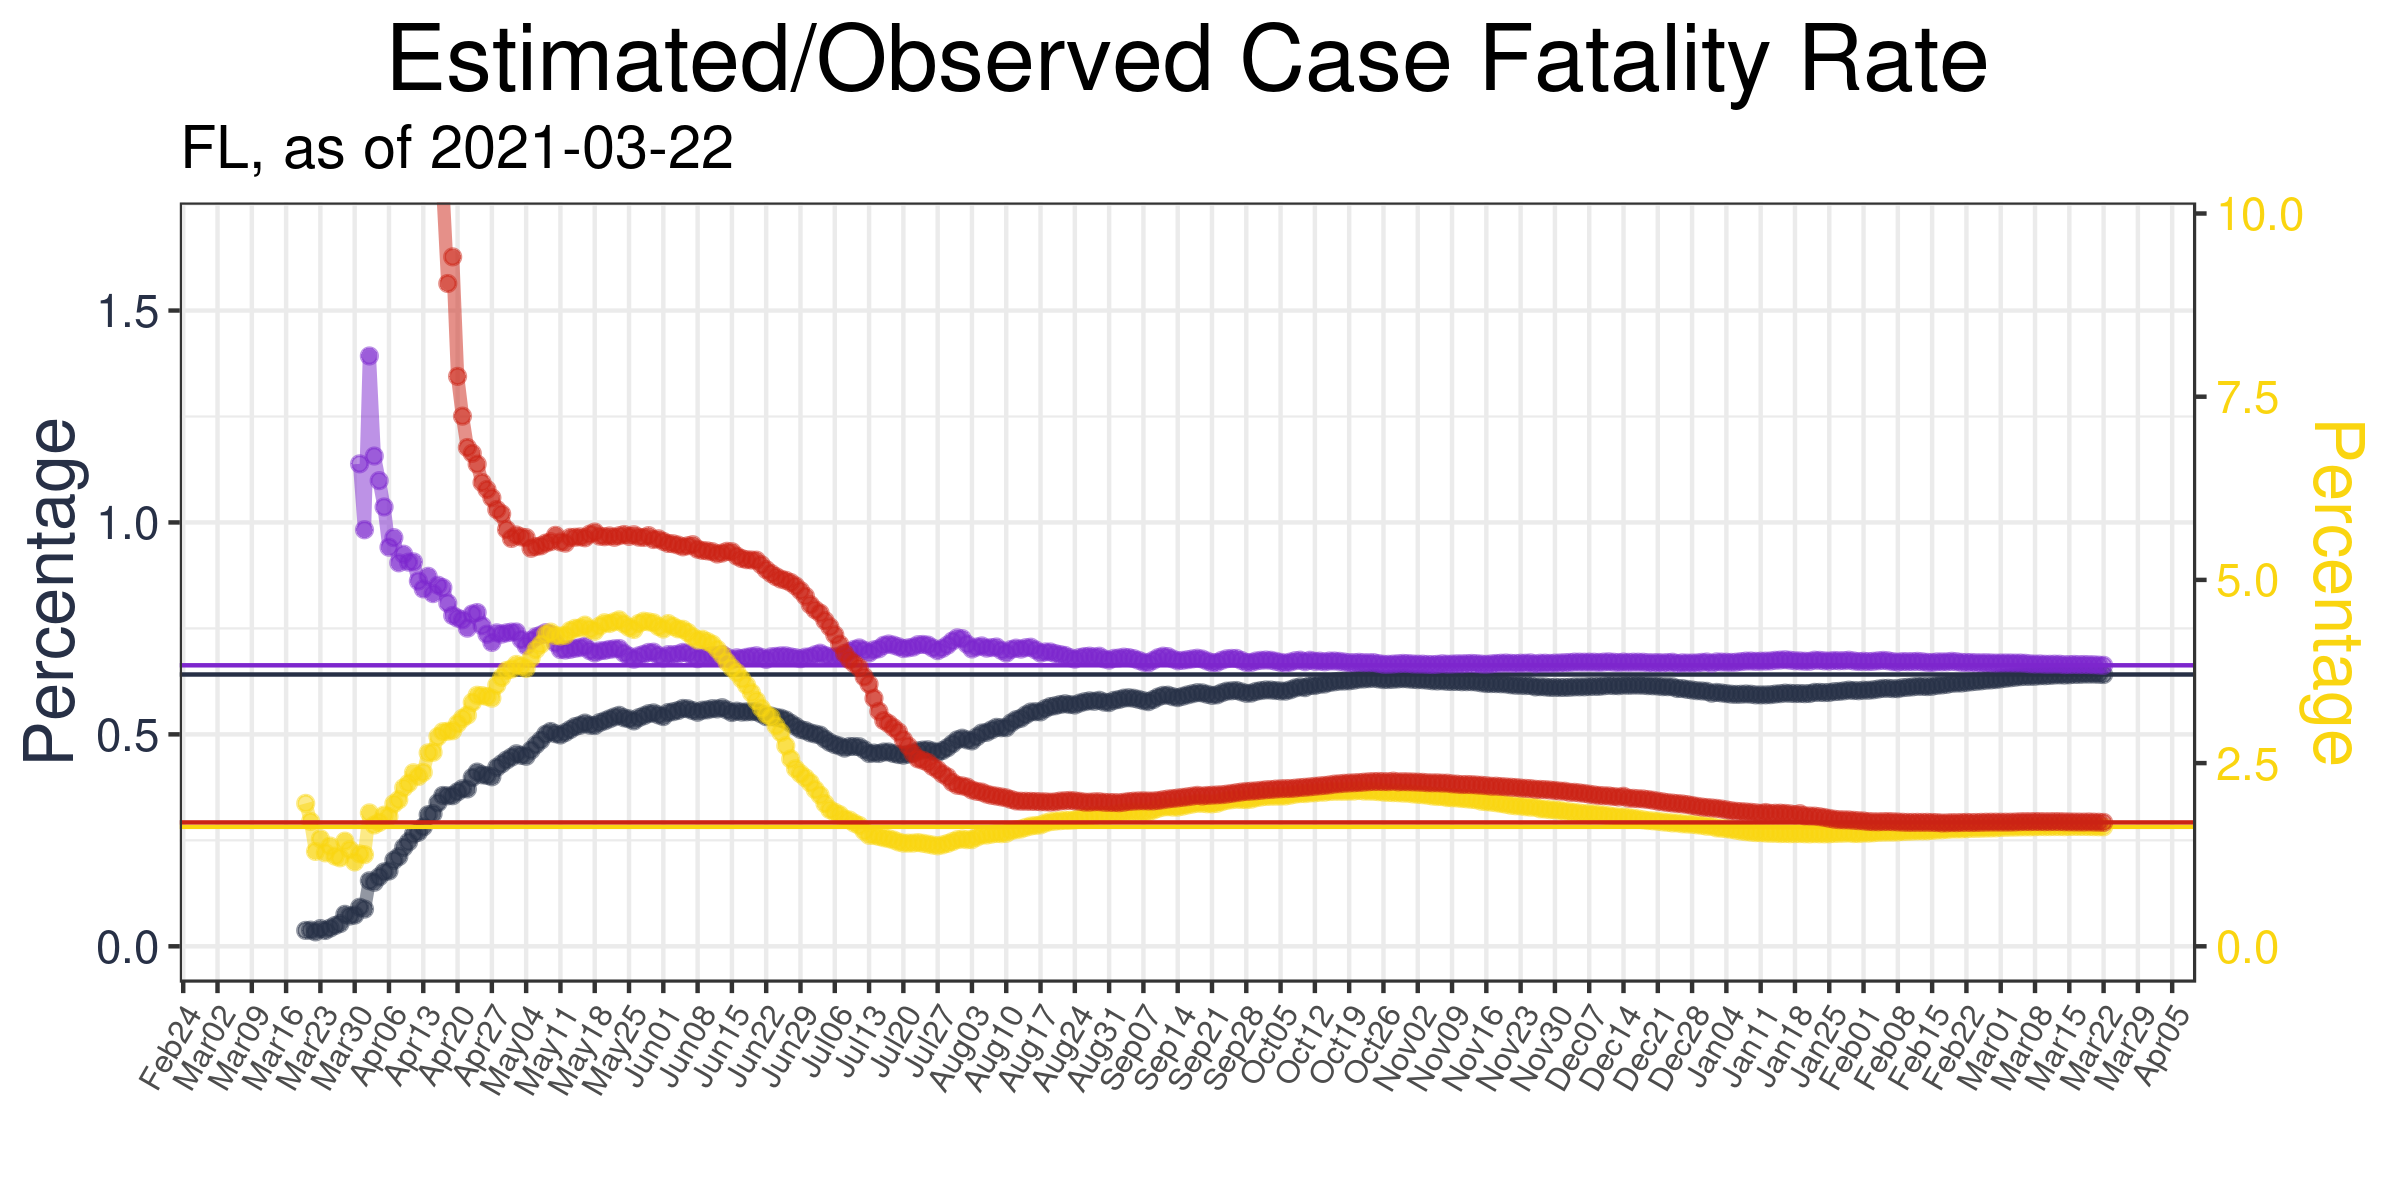 Estimated/Observed Case Fatality Rate
FL, as of 2021-03-22
Percentage
1.5
1.0
0.5
0.0
10.0
7.5
5.0
2.5
0.0
Percentage
Feb24
Mar02
Mar09
Mar16
Mar23
Mar30
Apr06
Apr13
Apr20
Apr27
May04
May11
May18
May25
Jun01
Jun08
Jun15
Jun22
Jun29
Jul06
Jul13
Jul20
Jul27
Aug03
Aug10
Aug17
Aug24
Aug31
Sep07
Sep14
Sep21
Sep28
Oct05
Oct12
Oct19
Oct26
Nov02
Nov09
Nov16
Nov23
Nov30
Dec07
Dec14
Dec21
Dec28
Jan04
Jan11
Jan18
Jan25
Feb01
Feb08
Feb15
Feb22
Mar01
Mar08
Mar15
Mar22
Mar29
Apr05